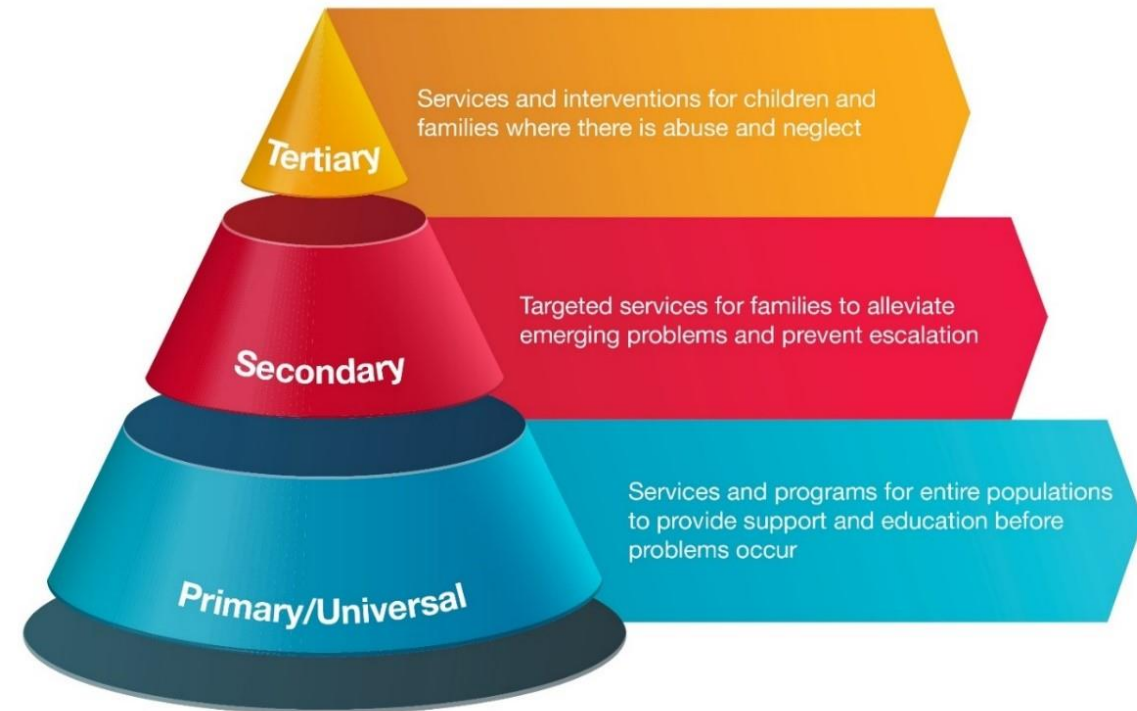 Services and interventions for children and
families where there is abuse and neglect
Tertiary
Targeted services for families to alleviate
emerging problems and prevent escalation
Secondary
Services and programs for entire populations
to provide support and education before
problems occur
Primary/Universal